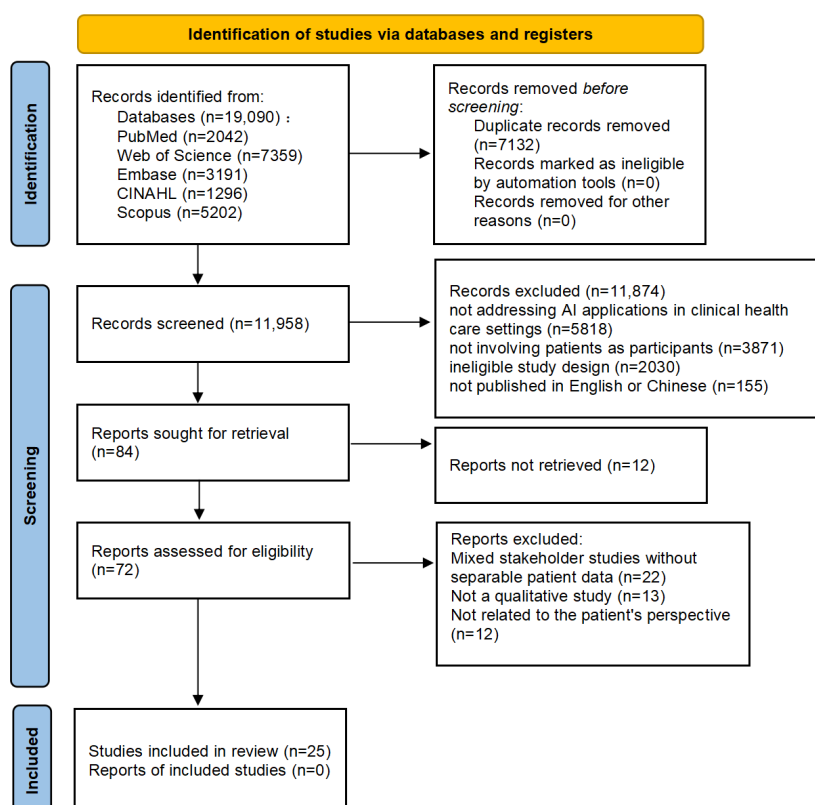 Identification of studies via databases and registers
Identification
Records identified from:
Databases (n=19,090) :
PubMed (n=2042)
Web of Science (n=7359)
Embase (n=3191)
CINAHL (n=1296)
Scopus (n=5202)
Records removed before
screening:
Duplicate records removed
(n=7132)
Records marked as ineligible
by automation tools (n=0)
Records removed for other
reasons (n=0)
Screening
Records screened (n=11,958)
Records excluded (n=11,874)
not addressing AI applications in clinical health
care settings (n=5818)
not involving patients as participants (n=3871)
ineligible study design (n=2030)
not published in English or Chinese (n=155)
Reports sought for retrieval
(n=84)
Reports not retrieved (n=12)
Reports assessed for eligibility
(n=72)
Reports excluded:
Mixed stakeholder studies without
separable patient data (n=22)
Not a qualitative study (n=13)
Not related to the patient's perspective
(n=12)
Included
Studies included in review (n=25)
Reports of included studies (n=0)